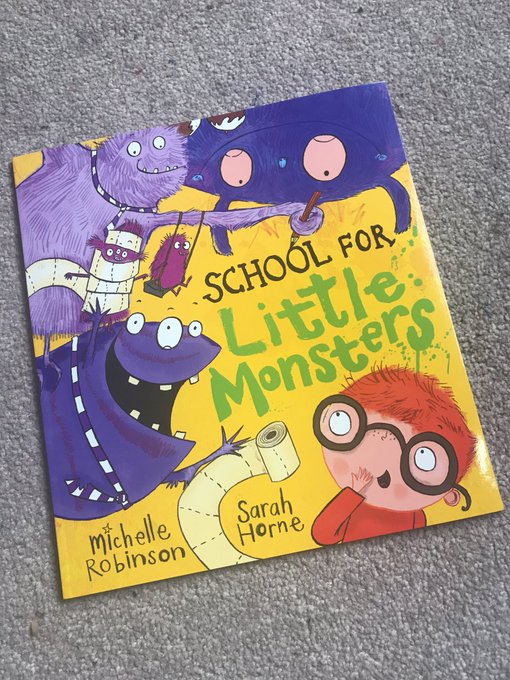 SCHOOL FOR
Little
Monsters
Michelle
Robinson
Sarah
Horne